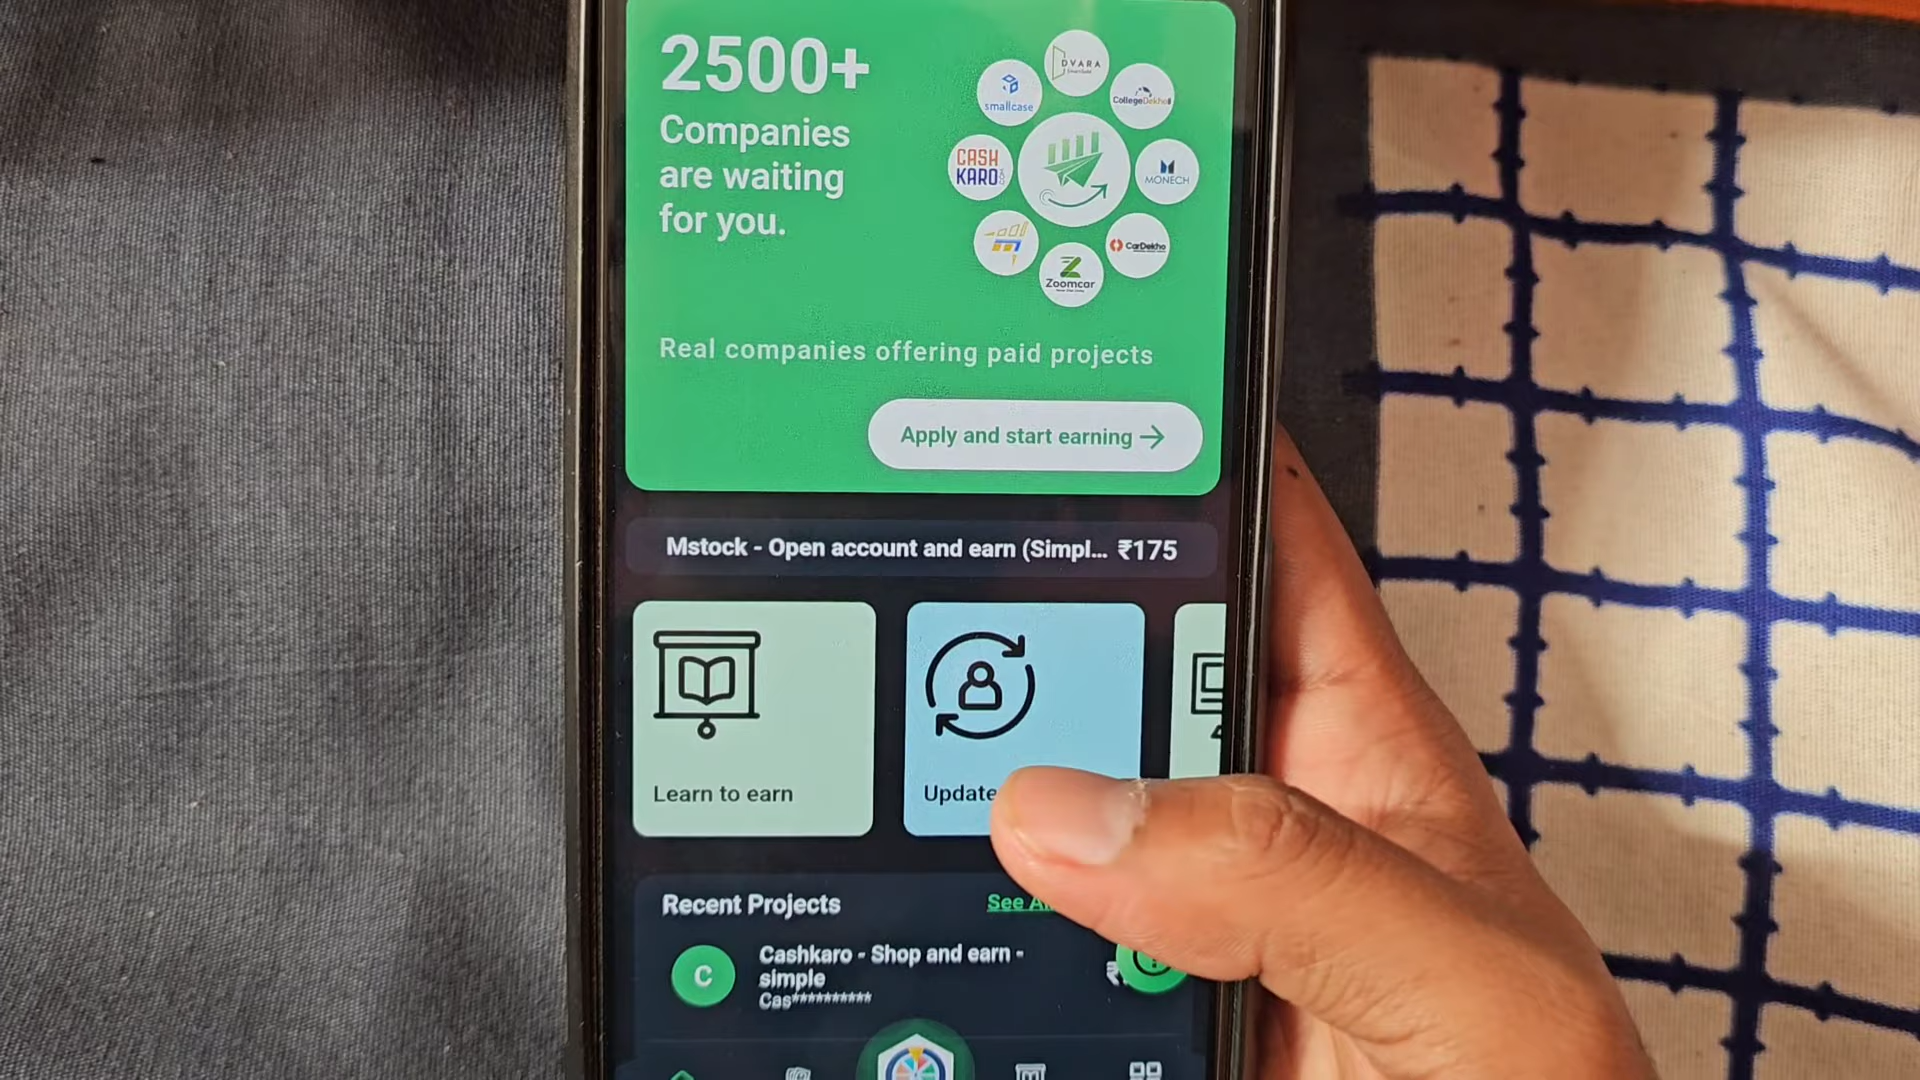 2500+
Companies
are waiting
for you.
DVARA
smallcase
CollegeDekho
CASH
KARO
MONECH
CarDekho
Zoomcar
Real companies offering paid projects
Apply and start earning
Mstock - Open account and earn (Simpl... ₹175
Learn to earn
Update
Recent Projects
See
C
Cashkaro - Shop and earn -
simple
₹
Cas**********